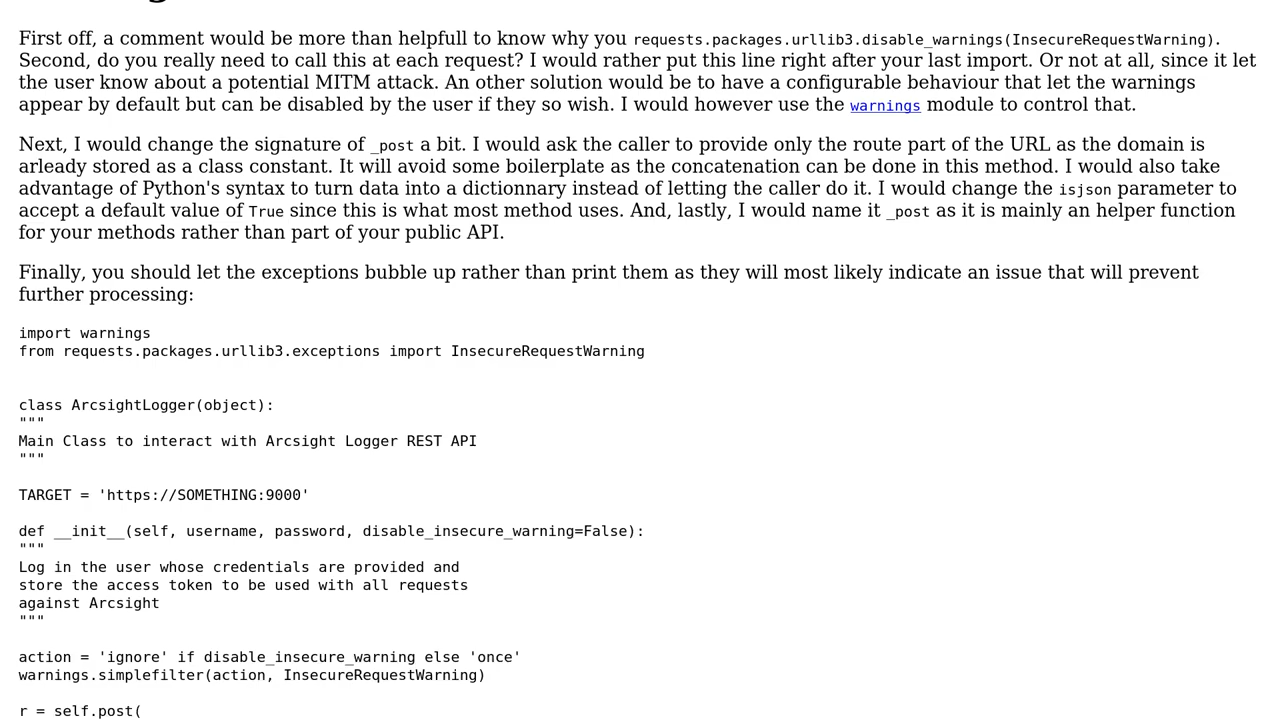 First off, a comment would be more than helpfull to know why you requests.packages.urllib3.disable_warnings(InsecureRequestWarning).
Second, do you really need to call this at each request? I would rather put this line right after your last import. Or not at all, since it let
the user know about a potential MITM attack. An other solution would be to have a configurable behaviour that let the warnings
appear by default but can be disabled by the user if they so wish. I would however use the warnings module to control that.
Next, I would change the signature of _post a bit. I would ask the caller to provide only the route part of the URL as the domain is
arleady stored as a class constant. It will avoid some boilerplate as the concatenation can be done in this method. I would also take
advantage of Python's syntax to turn data into a dictionnary instead of letting the caller do it. I would change the isjson parameter to
accept a default value of True since this is what most method uses. And, lastly, I would name it _post as it is mainly an helper function
for your methods rather than part of your public API.
Finally, you should let the exceptions bubble up rather than print them as they will most likely indicate an issue that will prevent
further processing:
import warnings
from requests.packages.urllib3.exceptions import InsecureRequestWarning
class ArcsightLogger(object):
"""
Main Class to interact with Arcsight Logger REST API
"""
TARGET = 'https://SOMETHING:9000'
def __init__(self, username, password, disable_insecure_warning=False):
"""
Log in the user whose credentials are provided and
store the access token to be used with all requests
against Arcsight
"""
action = 'ignore' if disable_insecure_warning else 'once'
warnings.simplefilter(action, InsecureRequestWarning)
r = self.post(